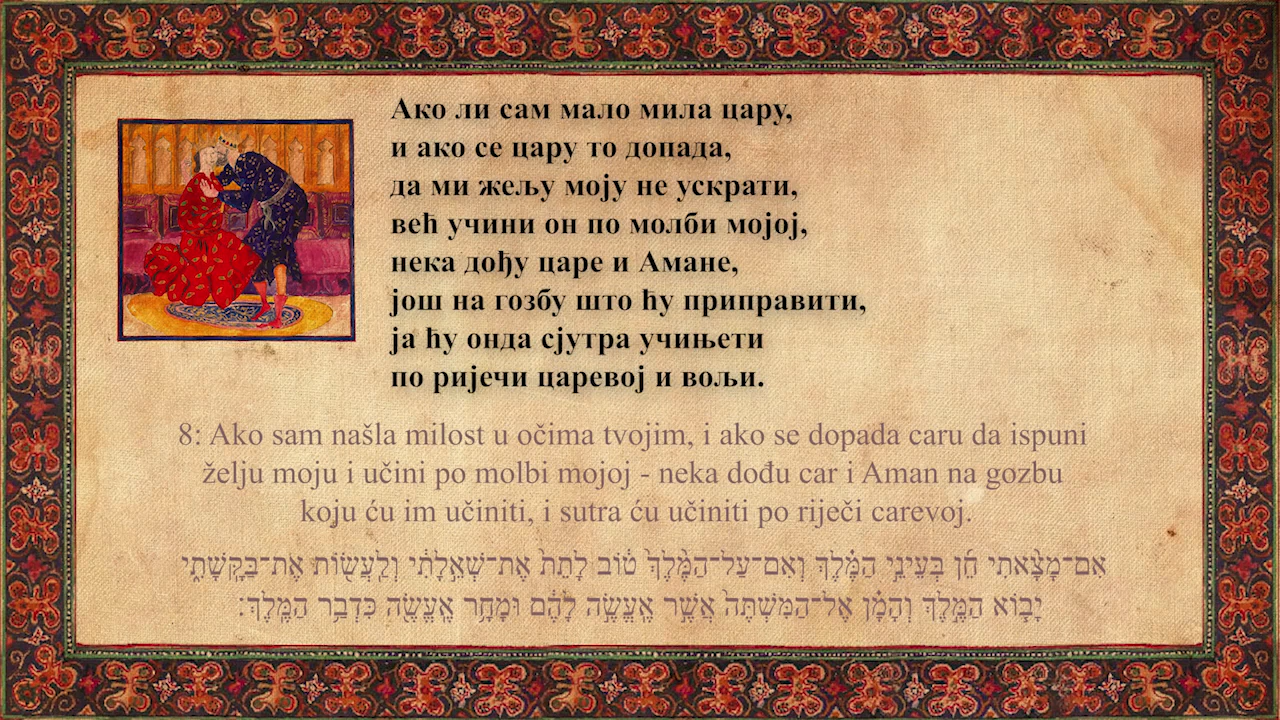 Ако ли сам мало мила цару,
и ако се цару то допада,
да ми жељу моју не ускрати,
већ учини он по молби мојој,
нека дођу царе и Амане,
још на гозбу што ћу приправити,
ја ћу онда сјутра учињети
по ријечи царевој и вољи.
8: Ako sam našla milost u očima tvojim, i ako se dopada caru da ispuni
želju moju i učini po molbi mojoj - neka dođu car i Aman na gozbu
koju ću im učiniti, i sutra ću učiniti po riječi carevoj.
אִם־מָצָ֨אתִי חֵ֜ן בְּעֵינֵ֣י הַמֶּ֗לֶךְ וְאִם־עַל־הַמֶּ֙לֶךְ֙ ט֔וֹב לָתֵת֙ אֶת־שְׁאֵ֣לָתִ֔י וְלַעֲשׂ֖וֹת אֶת־בַּקָּשָׁתִ֑י
יָב֧וֹא הַמֶּ֣לֶךְ וְהָמָ֗ן אֶל־הַמִּשְׁתֶּה֙ אֲשֶׁ֣ר אֶֽעֱשֶׂ֣ה לָהֶ֔ם וּמָחָ֥ר אֶֽעֱשֶׂ֖ה כִּדְבַ֥ר הַמֶּֽלֶךְ׃